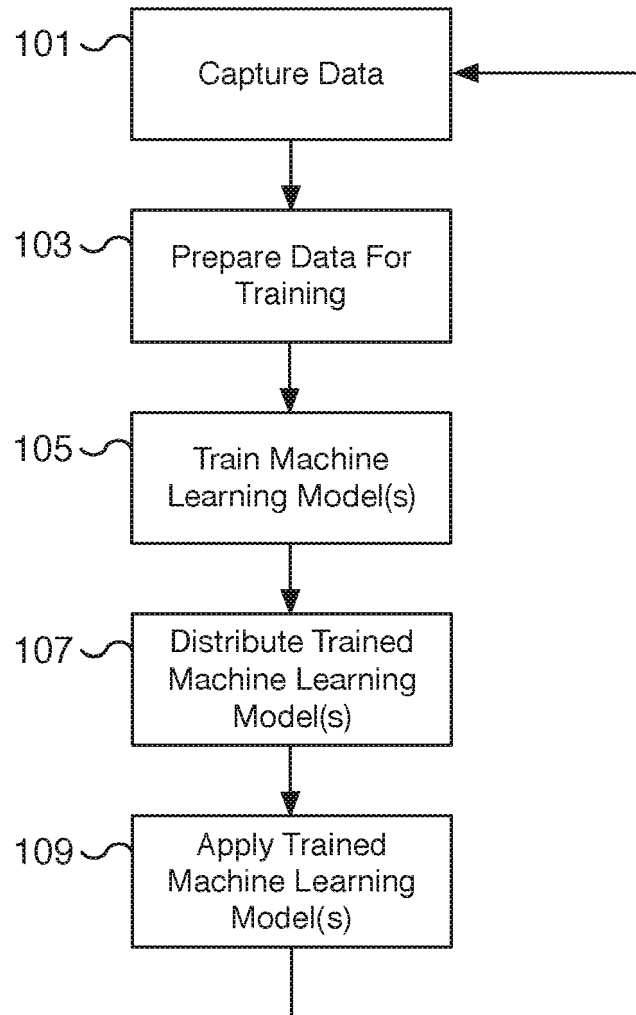 101
Capture Data
103
Prepare Data For
Training
105
Train Machine
Learning Model(s)
107
Distribute Trained
Machine Learning
Model(s)
109
Apply Trained
Machine Learning
Model(s)